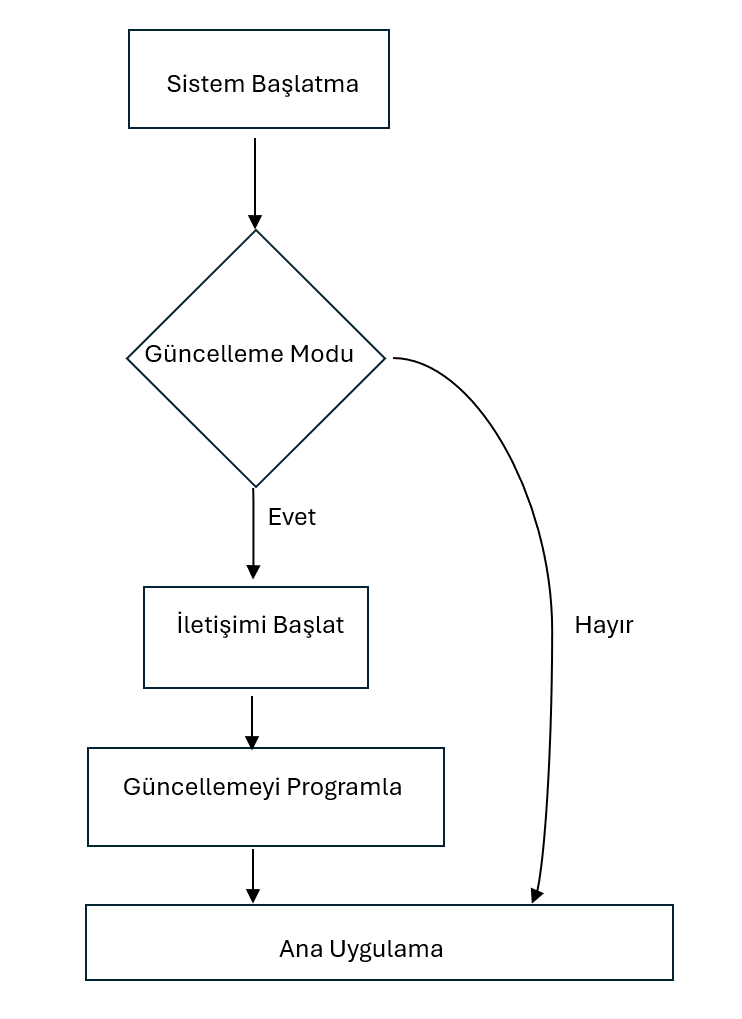 Sistem Başlatma
Güncelleme Modu
Evet
İletişimi Başlat
Hayır
Güncellemeyi Programla
Ana Uygulama